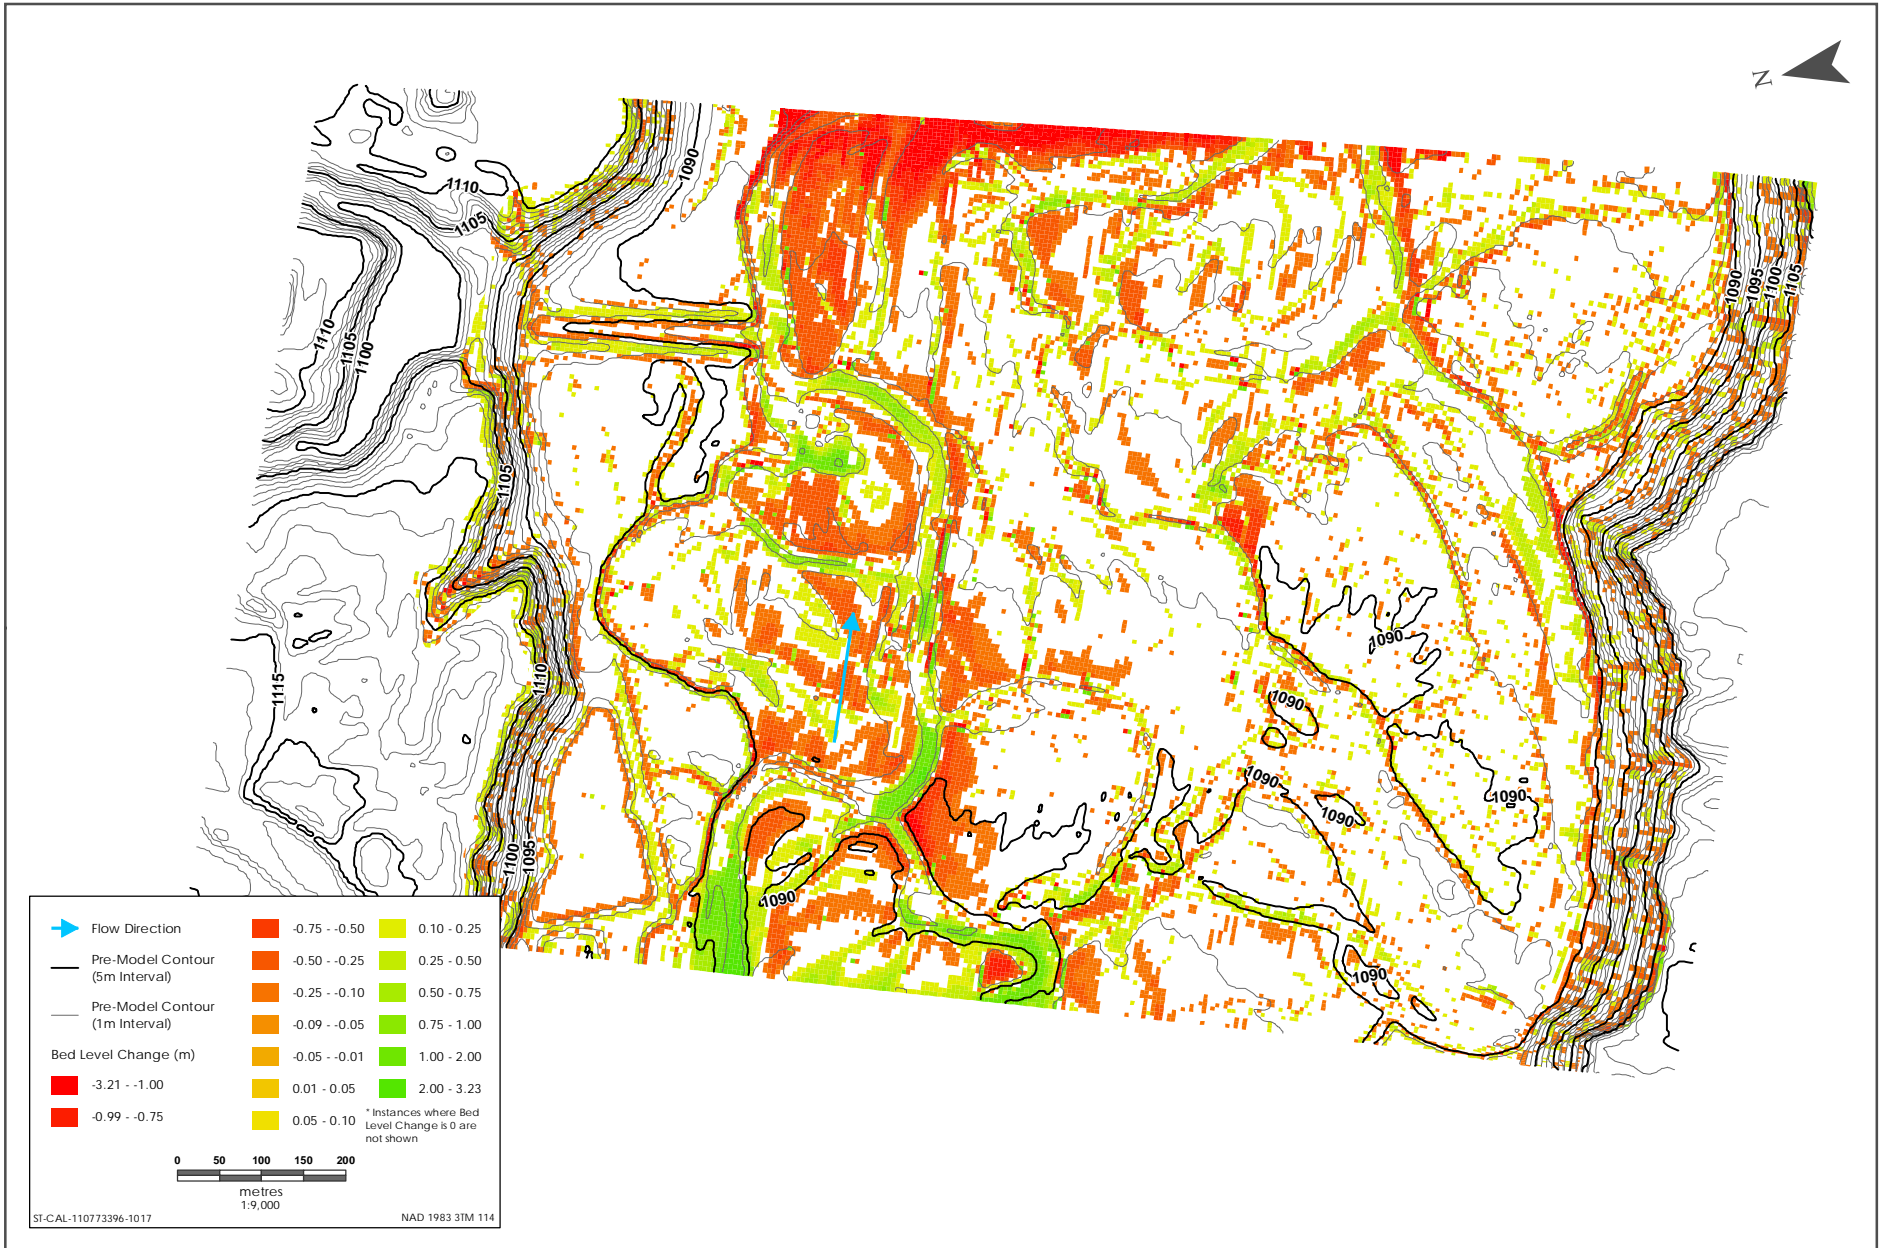 N
1090
1110
1105
1110
1105
1100
1090
1095
1100
1105
1105
1090
1110
1115
1090
1090
1090
1090
1100
1095
1090
1090
Flow Direction
Pre-Model Contour
(5m Interval)
Pre-Model Contour
(1m Interval)
Bed Level Change (m)
-3.21 - -1.00
-0.99 - -0.75
-0.75 - -0.50
-0.50 - -0.25
-0.25 - -0.10
-0.09 - -0.05
-0.05 - -0.01
0.01 - 0.05
0.05 - 0.10
0.10 - 0.25
0.25 - 0.50
0.50 - 0.75
0.75 - 1.00
1.00 - 2.00
2.00 - 3.23
* Instances where Bed
Level Change is 0 are
not shown
0 50 100 150 200
metres
1:9,000
ST-CAL-110773396-1017
NAD 1983 3TM 114